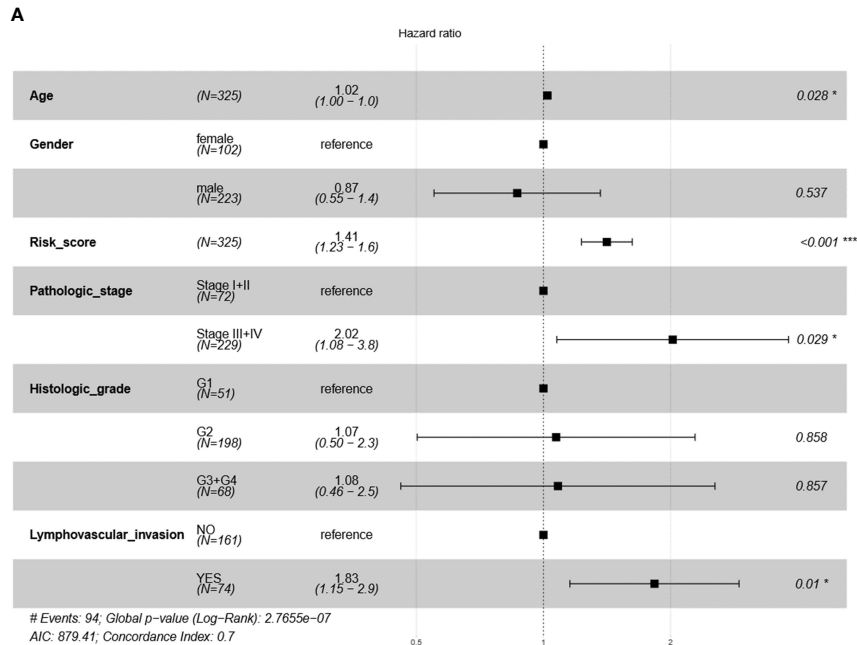 A
Hazard ratio
Age (N=325) 1.02 (1.00 − 1.0) 0.028 *
Gender female (N=102) reference
male (N=223) 0.87 (0.55 − 1.4) 0.537
Risk_score (N=325) 1.41 (1.23 − 1.6) <0.001 ***
Pathologic_stage Stage I+II (N=72) reference
Stage III+IV (N=229) 2.02 (1.08 − 3.8) 0.029 *
Histologic_grade G1 (N=51) reference
G2 (N=198) 1.07 (0.50 − 2.3) 0.858
G3+G4 (N=68) 1.08 (0.46 − 2.5) 0.857
Lymphovascular_invasion NO (N=161) reference
YES (N=74) 1.83 (1.15 − 2.9) 0.01 *
# Events: 94; Global p−value (Log−Rank): 2.7655e−07
AIC: 879.41; Concordance Index: 0.7
0.5 1 2